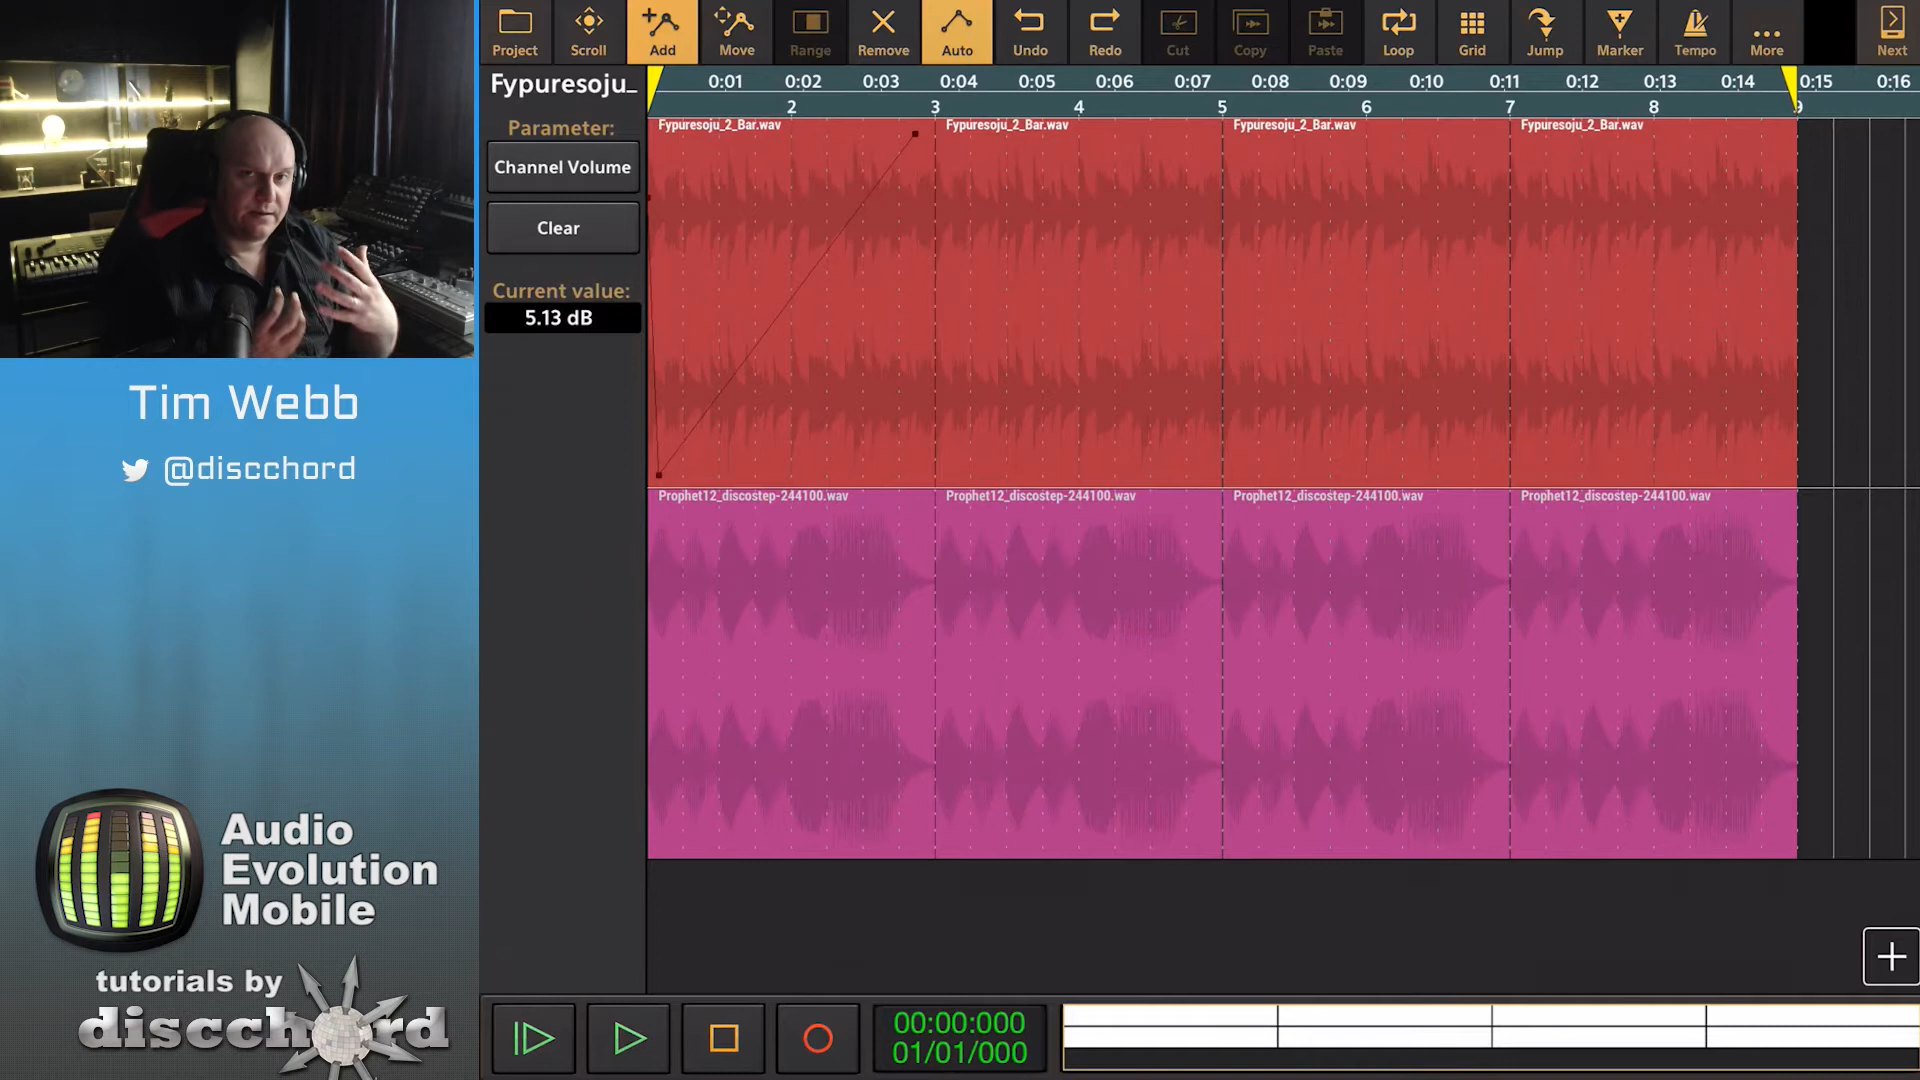 Project
Scroll
Add
Move
Range
Remove
Auto
Undo
Redo
Cut
Copy
Paste
Loop
Grid
Jump
Marker
Tempo
More
Next
Fypuresoju_
0:01 0:02 0:03 0:04 0:05 0:06 0:07 0:08 0:09 0:10 0:11 0:12 0:13 0:14 0:15 0:16
2 3 4 5 6 7 8 9
Parameter:
Channel Volume
Clear
Current value:
5.13 dB
Fypuresoju_2_Bar.wav Fypuresoju_2_Bar.wav Fypuresoju_2_Bar.wav Fypuresoju_2_Bar.wav
Prophet12_discostep-244100.wav Prophet12_discostep-244100.wav Prophet12_discostep-244100.wav Prophet12_discostep-244100.wav
Tim Webb
@discchord
Audio
Evolution
Mobile
tutorials by
discchord
00:00:000
01/01/000